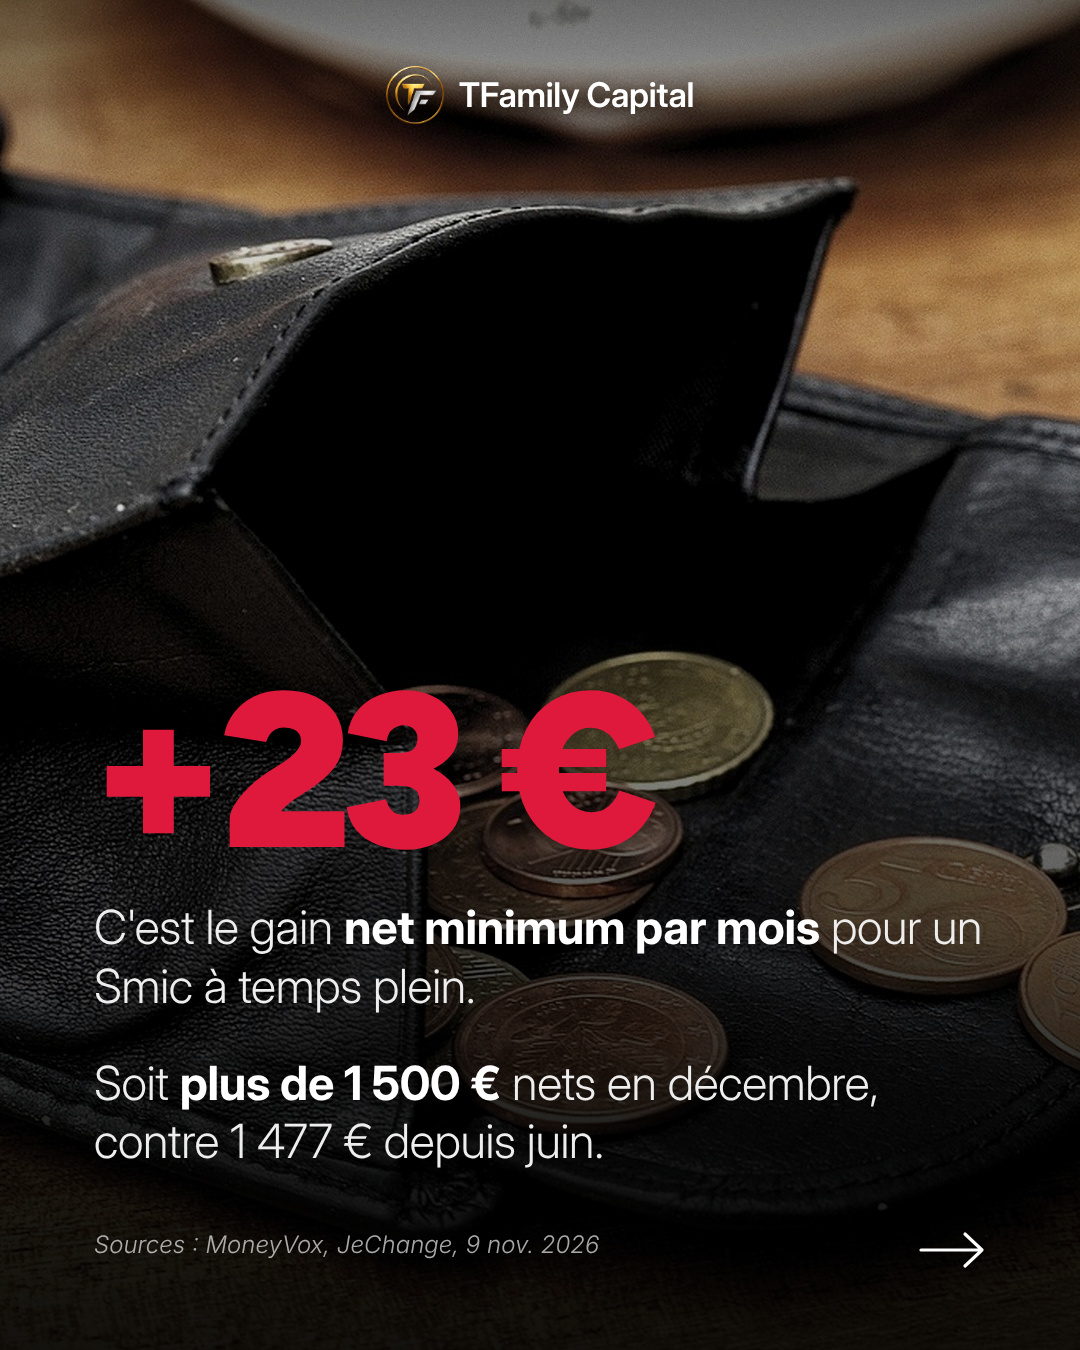 TF TFamily Capital
+23 €
C'est le gain net minimum par mois pour un
Smic à temps plein.
Soit plus de 1 500 € nets en décembre,
contre 1 477 € depuis juin.
Sources : MoneyVox, JeChange, 9 nov. 2026